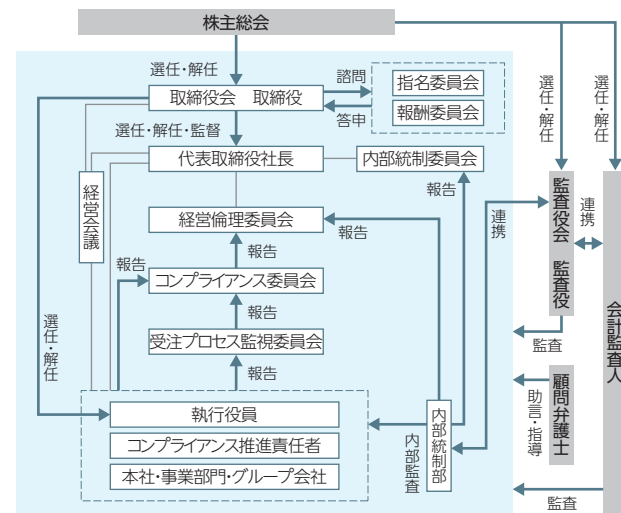 株主総会
選任・解任
諮問
指名委員会
取締役会　取締役
答申
報酬委員会
選任・解任
選任・解任
選任・解任・監督
代表取締役社長
内部統制委員会
経営会議
報告
監査役会　監査役
連携
連携
経営倫理委員会
報告
報告
報告
コンプライアンス委員会
報告
会計監査人
選任・解任
受注プロセス監視委員会
監査
報告
顧問弁護士
助言・指導
執行役員
内部統制部
内部監査
コンプライアンス推進責任者
本社・事業部門・グループ会社
監査